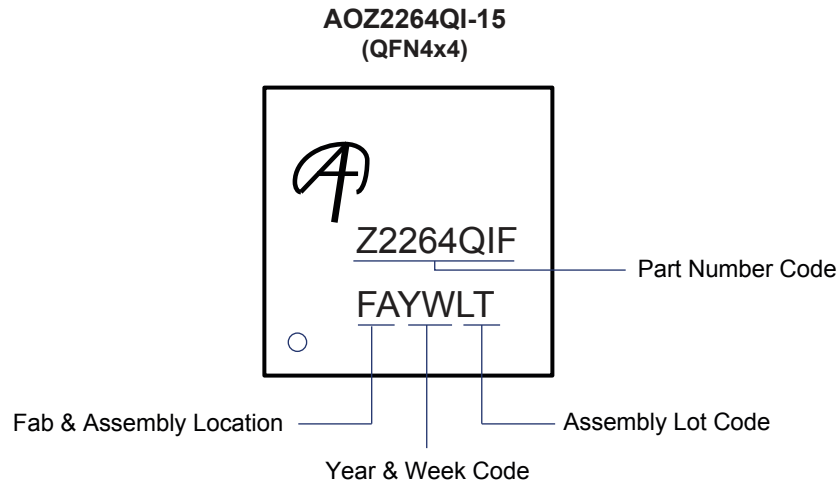 AOZ2264QI-15
(QFN4x4)
Z2264QIF
Part Number Code
FAYWLT
Fab & Assembly Location
Assembly Lot Code
Year & Week Code